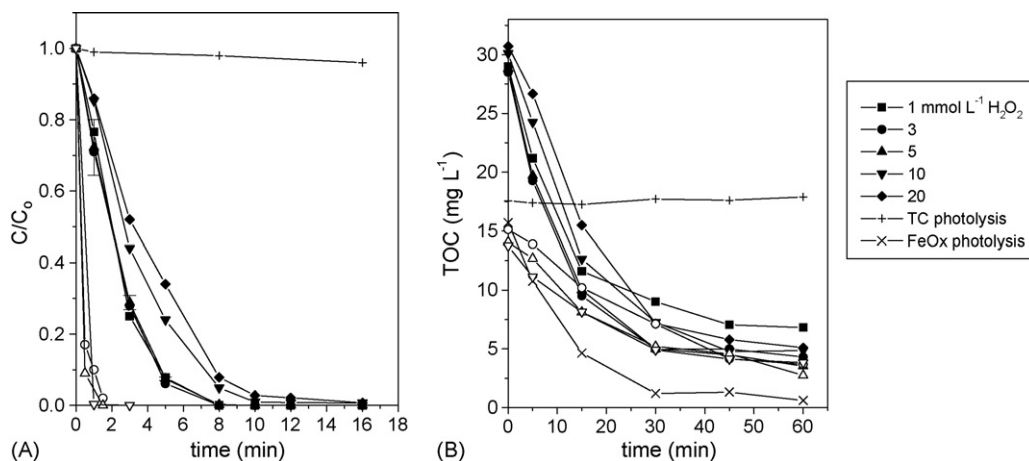 1.0
0.8
0.6
0.4
0.2
0.0
C/Co
0 2 4 6 8 10 12 14 16 18
time (min)
(A)
30
25
20
15
10
5
0
TOC (mg L-1)
0 10 20 30 40 50 60
time (min)
(B)
1 mmol L-1 H2O2
3
5
10
20
TC photolysis
FeOx photolysis